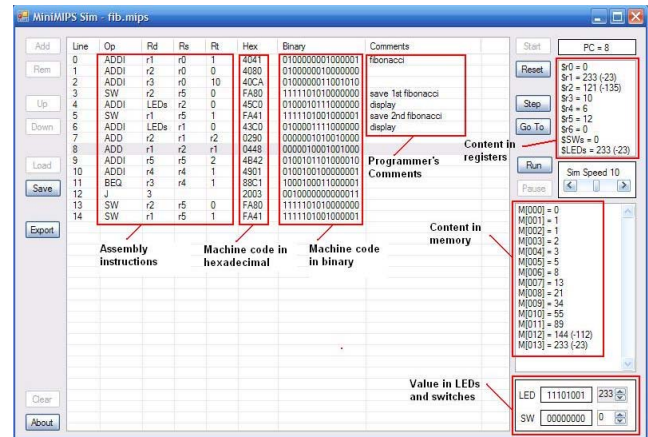 MiniMIPS Sim - fib.mips
Add
Rem
Up
Down
Load
Save
Export
Clear
About
Line Op Rd Rs Rt Hex Binary Comments
0 ADDI r1 r0 1 4041 0100000001000001 fibonacci
1 ADDI r2 r0 0 4080 0100000010000000
2 ADDI r3 r0 10 40CA 0100000011001010
3 SW r2 r5 0 FA80 1111101010000000 save 1st fibonacci
4 ADDI LEDs r2 0 45C0 0100010111000000 display
5 SW r1 r5 1 FA41 1111101001000001 save 2nd fibonacci
6 ADDI LEDs r1 0 43C0 0100001111000000 display
7 ADD r2 r1 r2 0290 0000001010010000
8 ADD r1 r2 r1 0448 0000010001001000
9 ADDI r5 r5 2 4B42 0100101101000010
10 ADDI r4 r4 1 4901 0100100100000001
11 BEQ r3 r4 1 88C1 1000100011000001
12 J 3 2003 0010000000000011
13 SW r2 r5 0 FA80 1111101010000000
14 SW r1 r5 1 FA41 1111101001000001
Assembly
instructions
Machine code in
hexadecimal
Machine code
in binary
Programmer's
Comments
Content in
registers
Content in
memory
Value in LEDs
and switches
Start
Reset
Step
Go To
Run
Pause
PC = 8
$r0 = 0
$r1 = 233 (-23)
$r2 = 121 (-135)
$r3 = 10
$r4 = 6
$r5 = 12
$r6 = 0
$SWs = 0
$LEDs = 233 (-23)
Sim Speed 10
M[000] = 0
M[001] = 1
M[002] = 1
M[003] = 2
M[004] = 3
M[005] = 5
M[006] = 8
M[007] = 13
M[008] = 21
M[009] = 34
M[010] = 55
M[011] = 89
M[012] = 144 (-112)
M[013] = 233 (-23)
LED 11101001 233
SW 00000000 0